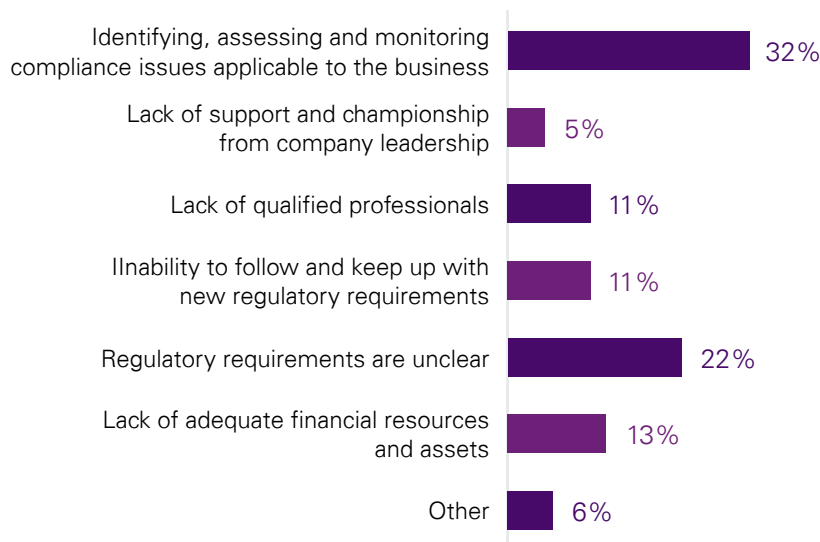 Identifying, assessing and monitoring
compliance issues applicable to the business
32%
Lack of support and championship
from company leadership
5%
Lack of qualified professionals
11%
IInability to follow and keep up with
new regulatory requirements
11%
Regulatory requirements are unclear
22%
Lack of adequate financial resources
and assets
13%
Other
6%